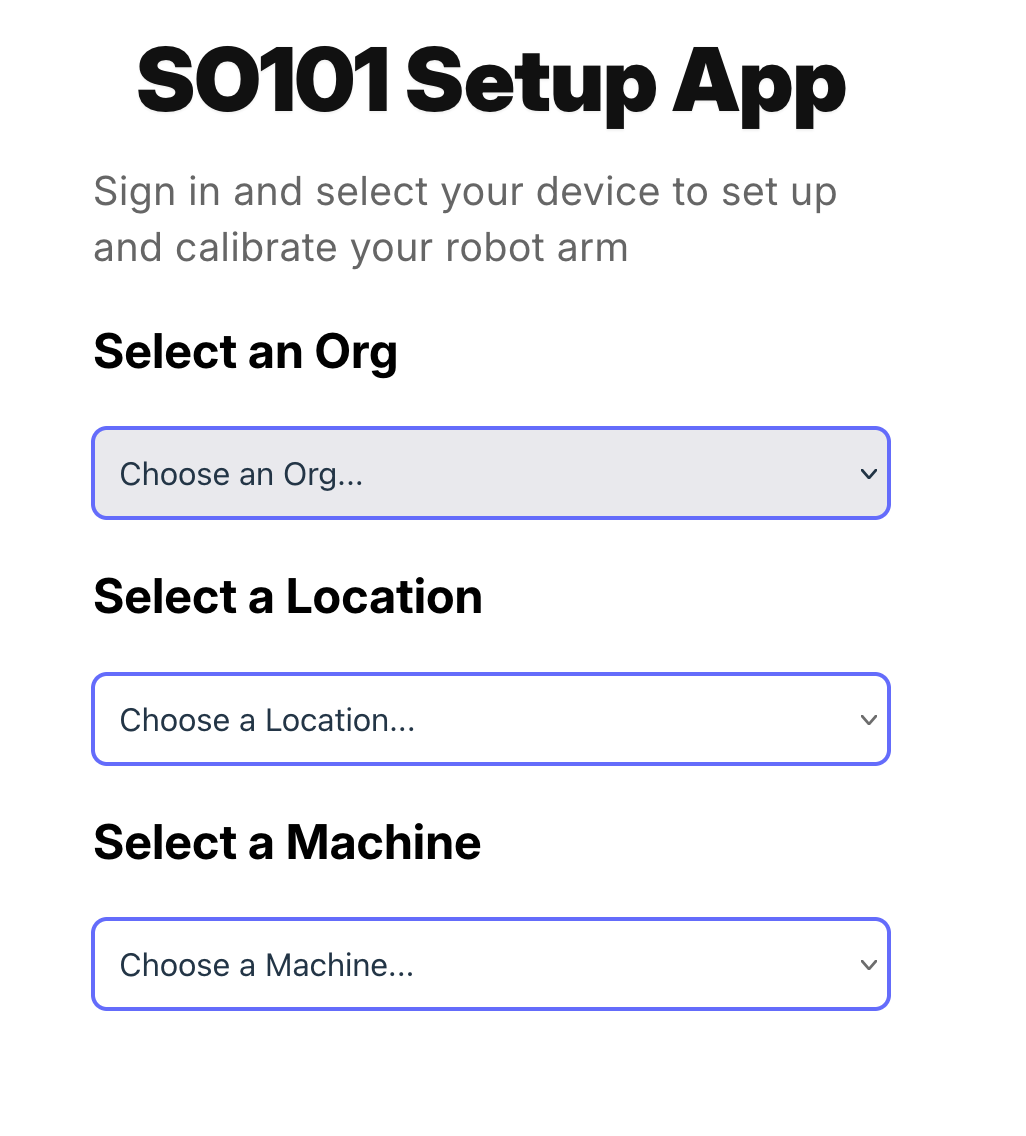 SO101 Setup App
Sign in and select your device to set up
and calibrate your robot arm
Select an Org
Choose an Org...
Select a Location
Choose a Location...
Select a Machine
Choose a Machine...